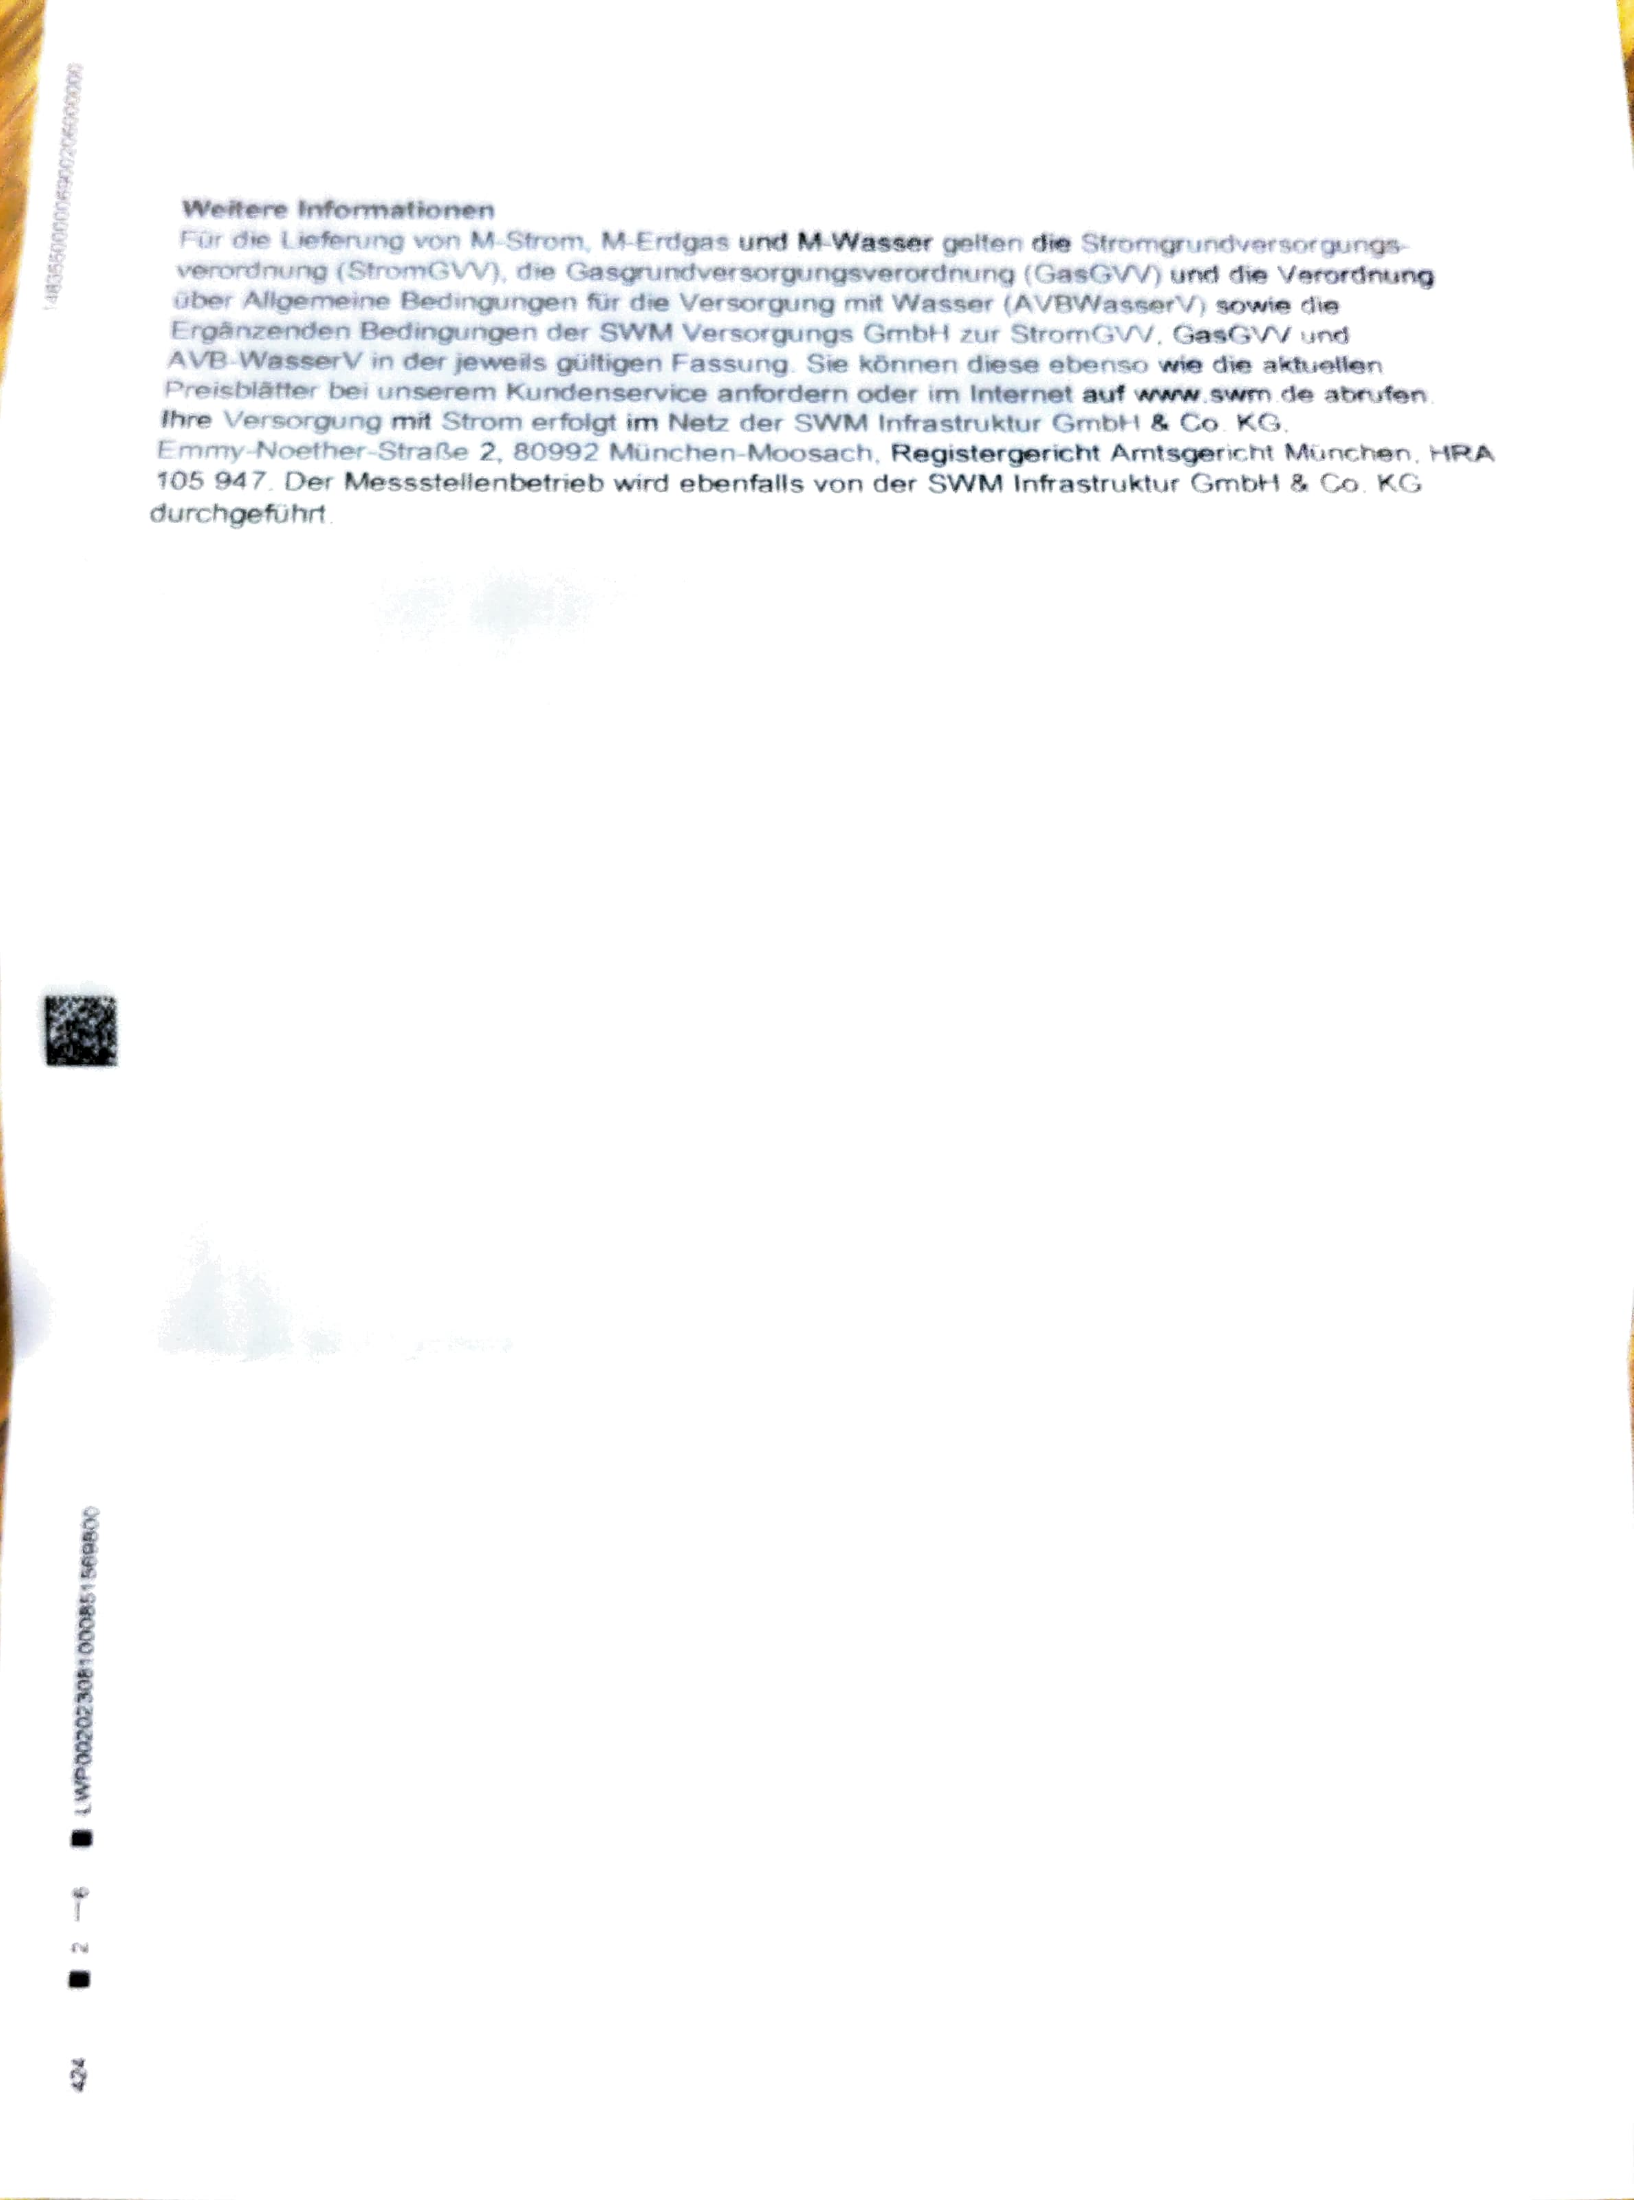 Weitere Informationen
Für die Lieferung von M-Strom, M-Erdgas und M-Wasser gelten die Stromgrundversorgungs-
verordnung (StromGVV), die Gasgrundversorgungsverordnung (GasGVV) und die Verordnung
über Allgemeine Bedingungen für die Versorgung mit Wasser (AVBWasserV) sowie die
Ergänzenden Bedingungen der SWM Versorgungs GmbH zur StromGVV, GasGVV und
AVB-WasserV in der jeweils gültigen Fassung. Sie können diese ebenso wie die aktuellen
Preisblätter bei unserem Kundenservice anfordern oder im Internet auf www.swm.de abrufen.
Ihre Versorgung mit Strom erfolgt im Netz der SWM Infrastruktur GmbH & Co. KG,
Emmy-Noether-Straße 2, 80992 München-Moosach, Registergericht Amtsgericht München, HRA
105 947. Der Messstellenbetrieb wird ebenfalls von der SWM Infrastruktur GmbH & Co. KG
durchgeführt.
LWP002023081000851569800
2 — 6
424